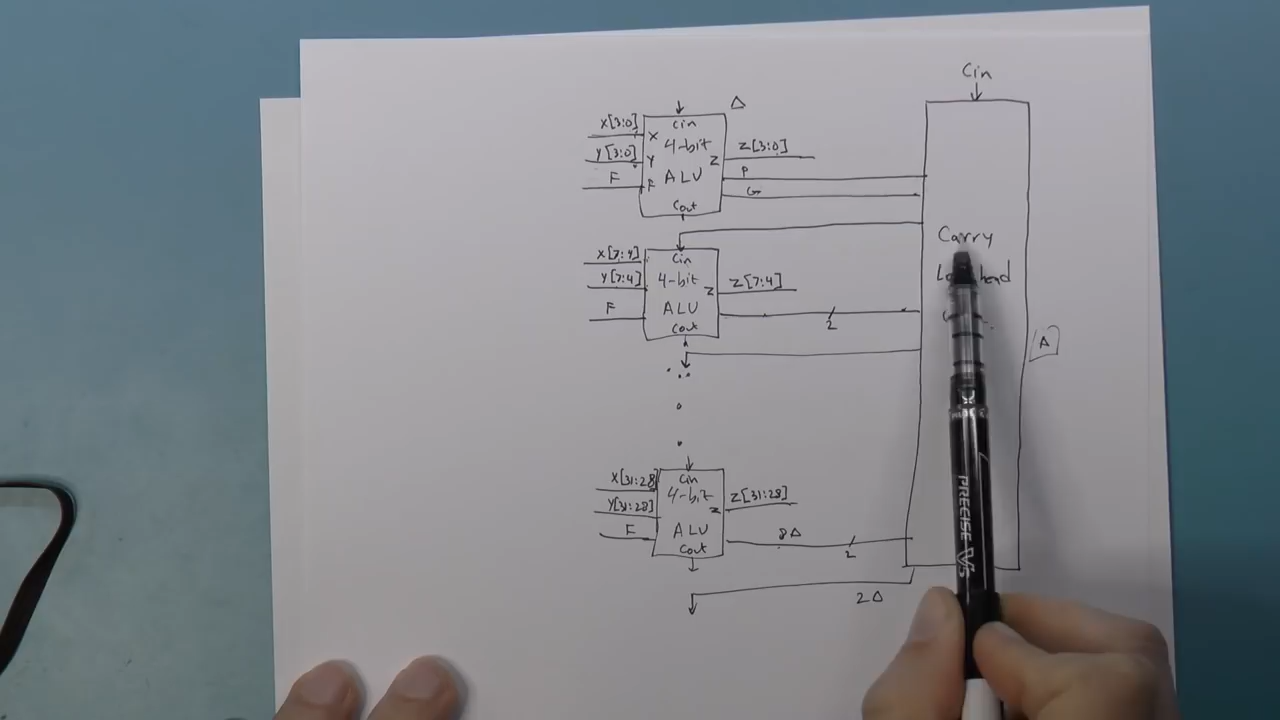 Cin
Δ
X[3:0]
Cin
X
4-bit
Z[3:0]
Y[3:0]
Y
Z
P
F
F
ALU
G
Cout
Carry
X[7:4]
Cin
Y[7:4]
4-bit
Z[7:4]
Z
F
ALU
2
Cout
Δ
X[31:28]
Cin
4-bit
Z[31:28]
Y[31:28]
Z
F
ALU
8Δ
2
Cout
2Δ
PRECISE V5